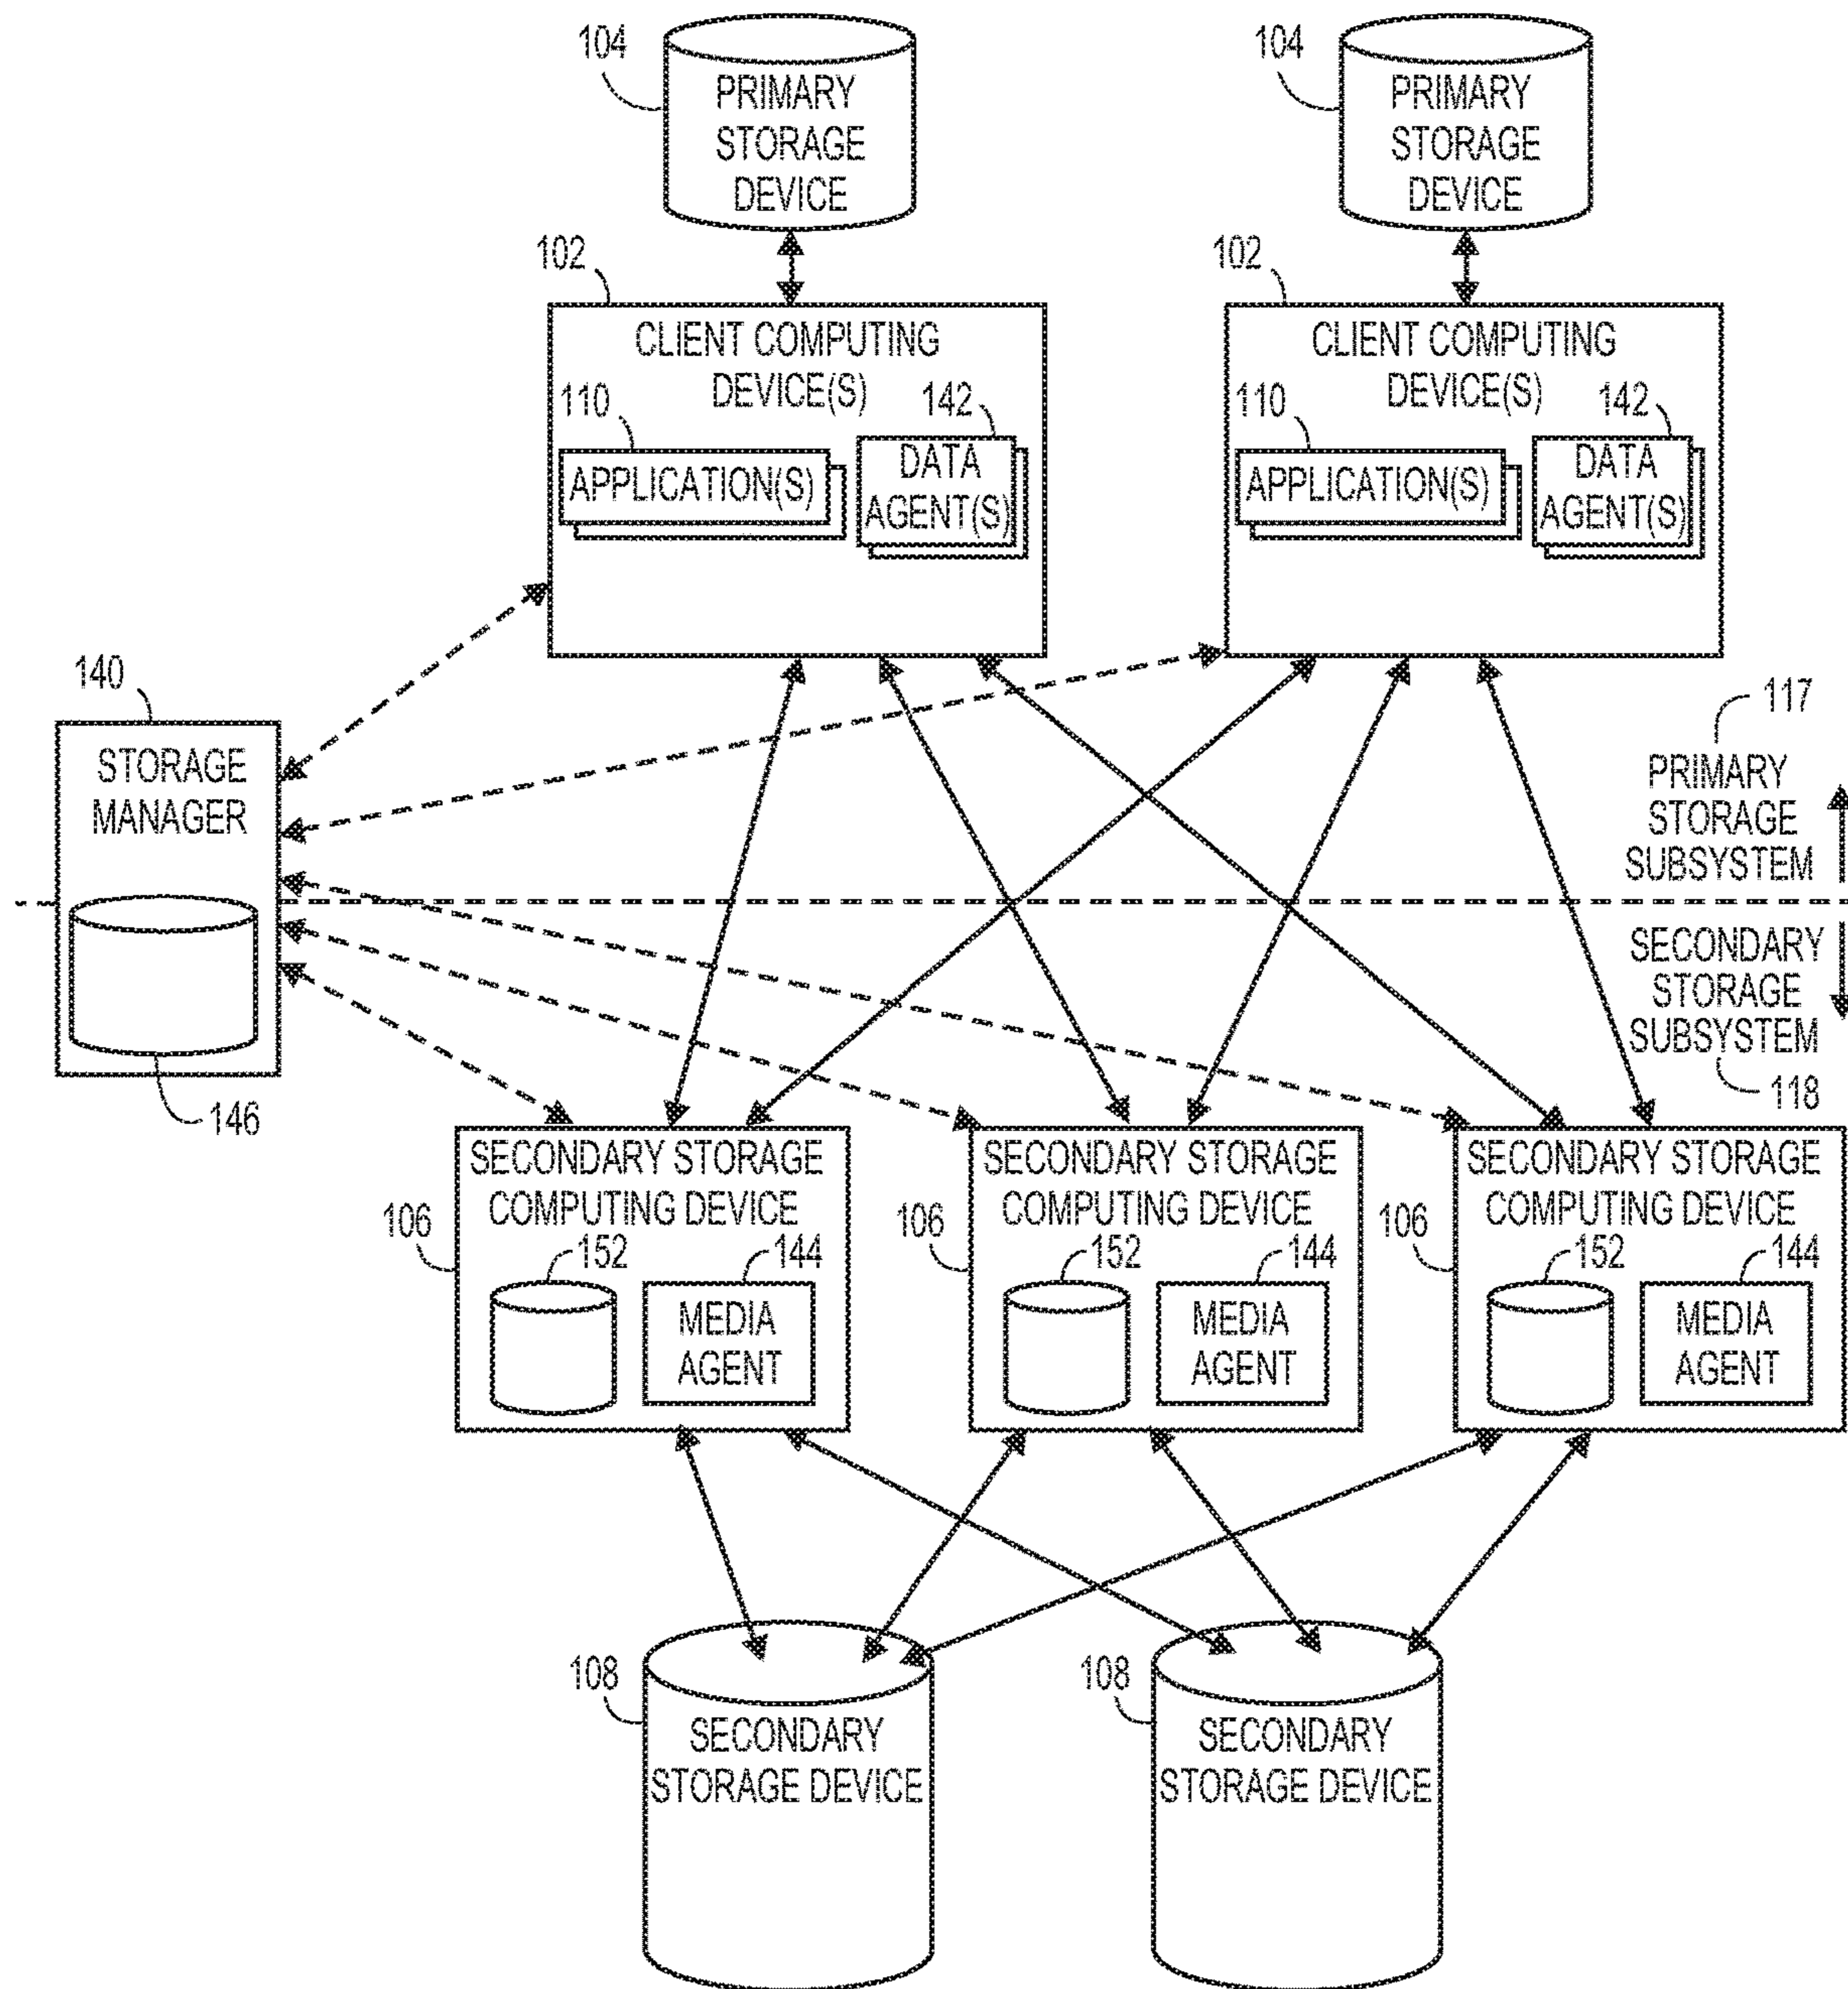 104
PRIMARY
STORAGE
DEVICE
104
PRIMARY
STORAGE
DEVICE
102
CLIENT COMPUTING
DEVICE(S)
110
142
APPLICATION(S)
DATA
AGENT(S)
102
CLIENT COMPUTING
DEVICE(S)
110
142
APPLICATION(S)
DATA
AGENT(S)
140
STORAGE
MANAGER
146
117
PRIMARY
STORAGE
SUBSYSTEM
SECONDARY
STORAGE
SUBSYSTEM
118
106
SECONDARY STORAGE
COMPUTING DEVICE
152
144
MEDIA
AGENT
106
SECONDARY STORAGE
COMPUTING DEVICE
152
144
MEDIA
AGENT
106
SECONDARY STORAGE
COMPUTING DEVICE
152
144
MEDIA
AGENT
108
SECONDARY
STORAGE DEVICE
108
SECONDARY
STORAGE DEVICE